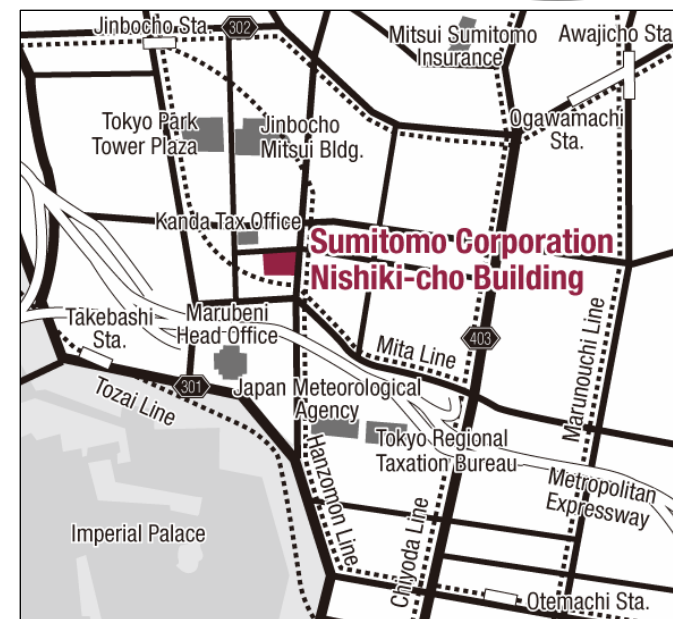 Jinbocho Sta.
302
Mitsui Sumitomo
Insurance
Awajicho Sta
Tokyo Park
Tower Plaza
Jinbocho
Mitsui Bldg.
Ogawamachi
Sta.
Kanda Tax Office
Sumitomo Corporation
Nishiki-cho Building
Takebashi
Sta.
Marubeni
Head Office
Mita Line
403
Marunouchi Line
301
Tozai Line
Japan Meteorological
Agency
Hanzomon Line
Tokyo Regional
Taxation Bureau
Metropolitan
Expressway
Chiyoda Line
Imperial Palace
Otemachi Sta.